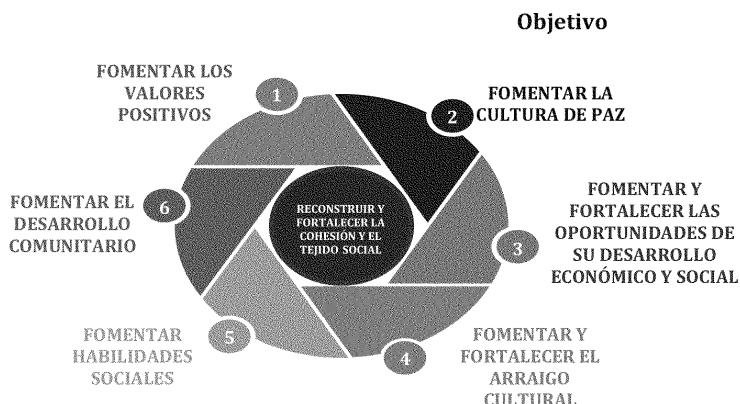 Objetivo
FOMENTAR LOS
VALORES
POSITIVOS
1
FOMENTAR LA
CULTURA DE PAZ
2
FOMENTAR Y
FORTALECER LAS
OPORTUNIDADES DE
SU DESARROLLO
ECONÓMICO Y SOCIAL
3
FOMENTAR Y
FORTALECER EL
ARRAIGO
CULTURAL
4
FOMENTAR
HABILIDADES
SOCIALES
5
FOMENTAR EL
DESARROLLO
COMUNITARIO
6
RECONSTRUIR Y
FORTALECER LA
COHESIÓN Y EL
TEJIDO SOCIAL